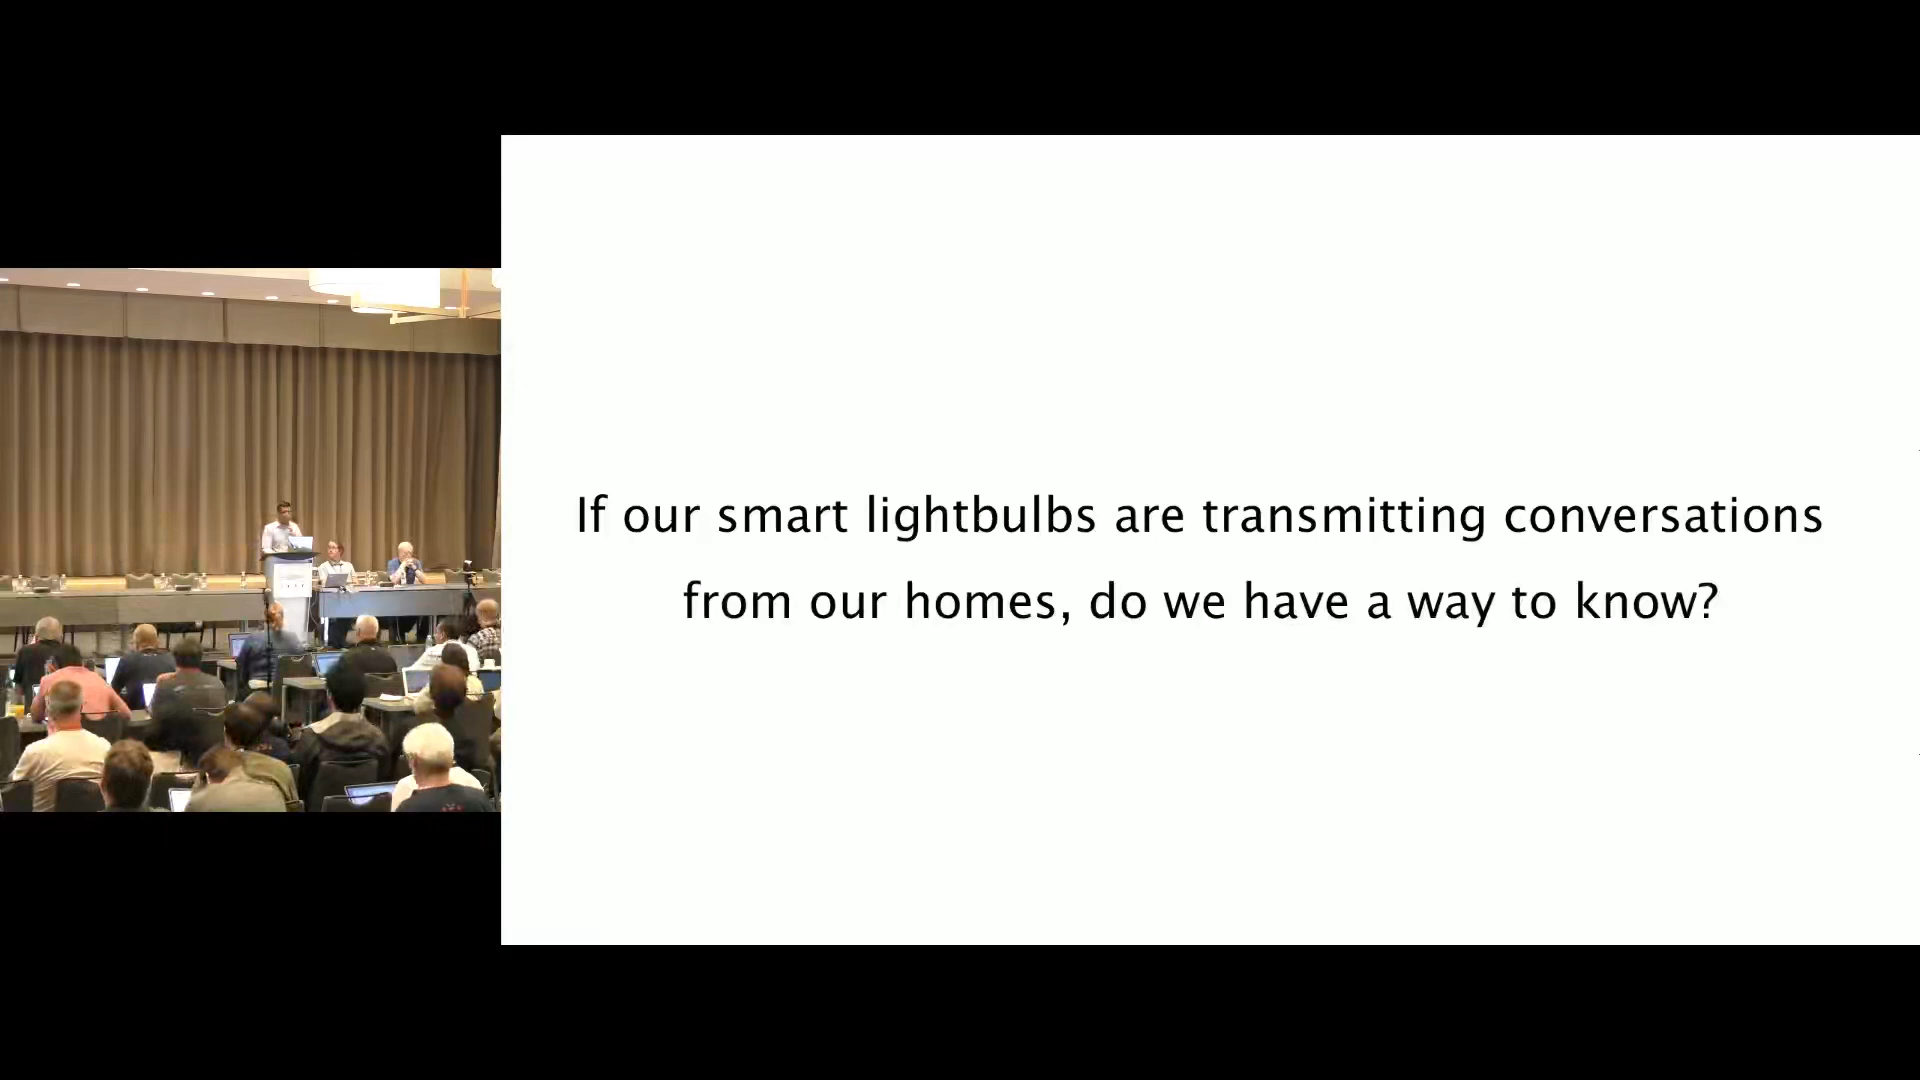 If our smart lightbulbs are transmitting conversations
from our homes, do we have a way to know?